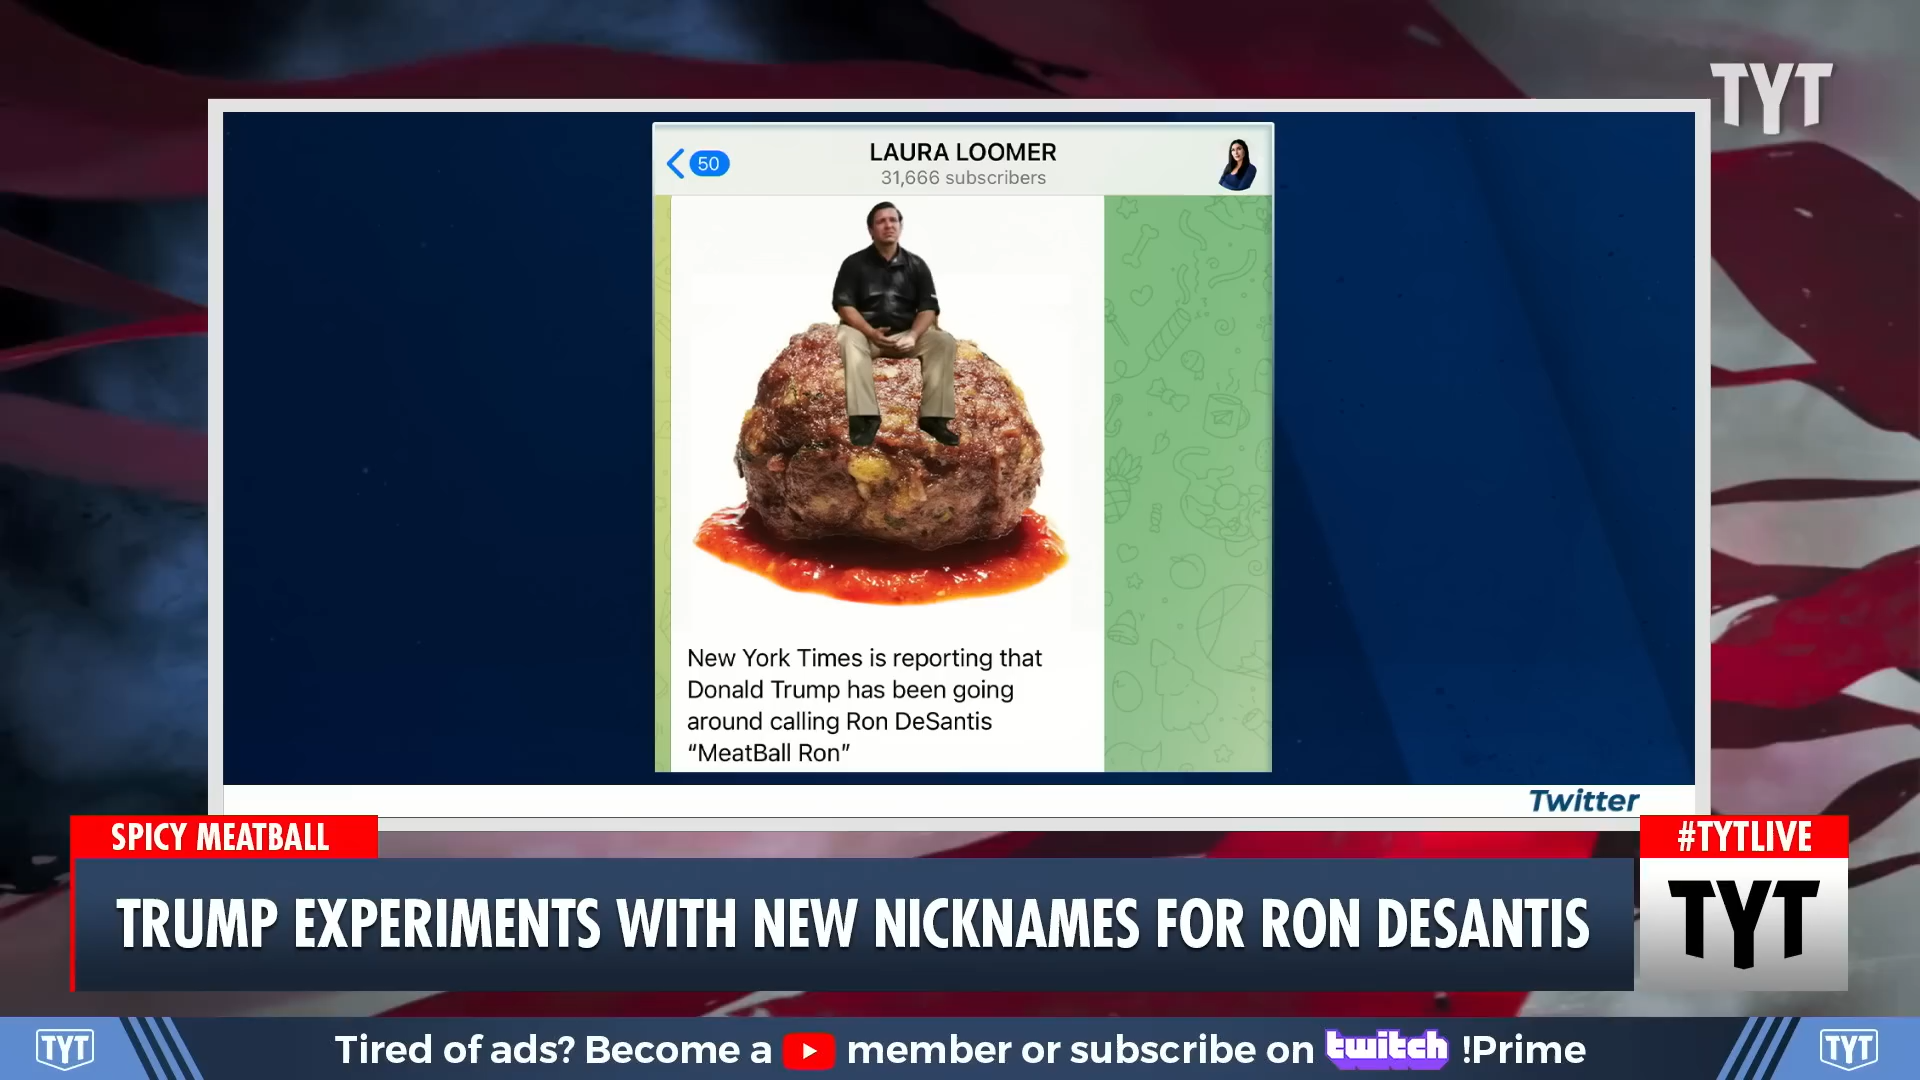 TYT
50
LAURA LOOMER
31,666 subscribers
New York Times is reporting that
Donald Trump has been going
around calling Ron DeSantis
“MeatBall Ron”
Twitter
SPICY MEATBALL
#TYTLIVE
TRUMP EXPERIMENTS WITH NEW NICKNAMES FOR RON DESANTIS
TYT
TYT
Tired of ads? Become a member or subscribe on twitch !Prime
TYT